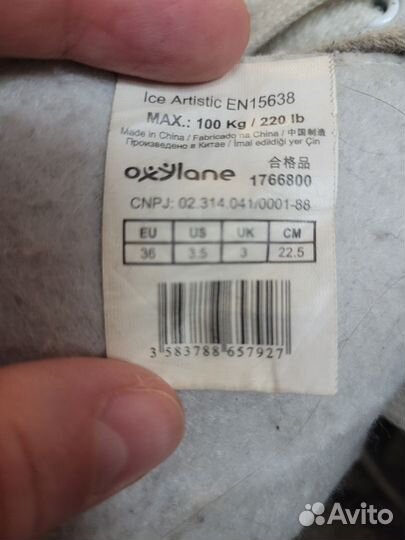 Ice Artistic EN15638
MAX.: 100 Kg / 220 lb
Made in China / Fabricado na China / 中国制造
Произведено в Китае / Imal edildiği yer Çin
合格品
oxylane 1766800
CNPJ: 02.314.041/0001-88
EU US UK CM
36 3.5 3 22.5
3 583788 657927
Avito